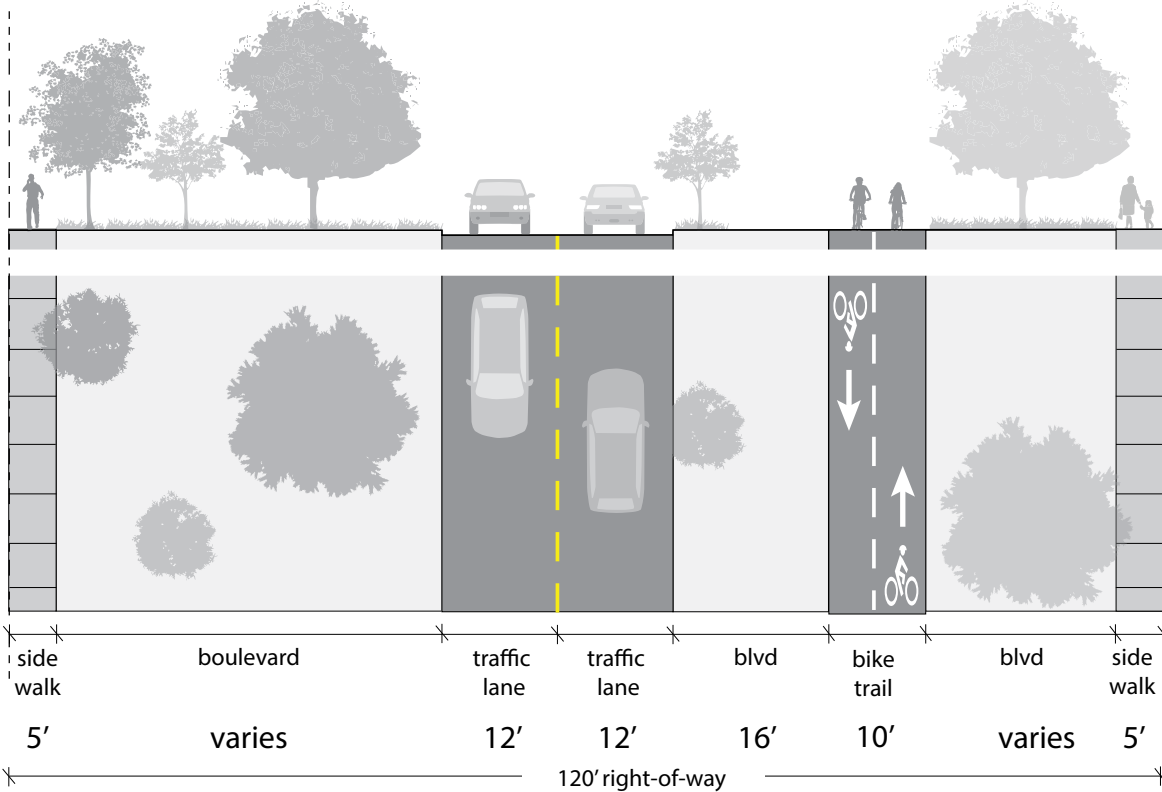 side
walk
boulevard
traffic
lane
traffic
lane
blvd
bike
trail
blvd
side
walk
5’
varies
12’
12’
16’
10’
varies
5’
120’ right-of-way